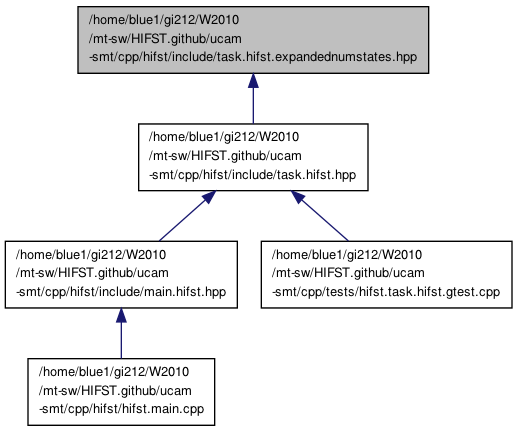 /home/blue1/gi212/W2010
/mt-sw/HIFST.github/ucam
-smt/cpp/hifst/include/task.hifst.expandednumstates.hpp
/home/blue1/gi212/W2010
/mt-sw/HIFST.github/ucam
-smt/cpp/hifst/include/task.hifst.hpp
/home/blue1/gi212/W2010
/mt-sw/HIFST.github/ucam
-smt/cpp/hifst/include/main.hifst.hpp
/home/blue1/gi212/W2010
/mt-sw/HIFST.github/ucam
-smt/cpp/tests/hifst.task.hifst.gtest.cpp
/home/blue1/gi212/W2010
/mt-sw/HIFST.github/ucam
-smt/cpp/hifst/hifst.main.cpp